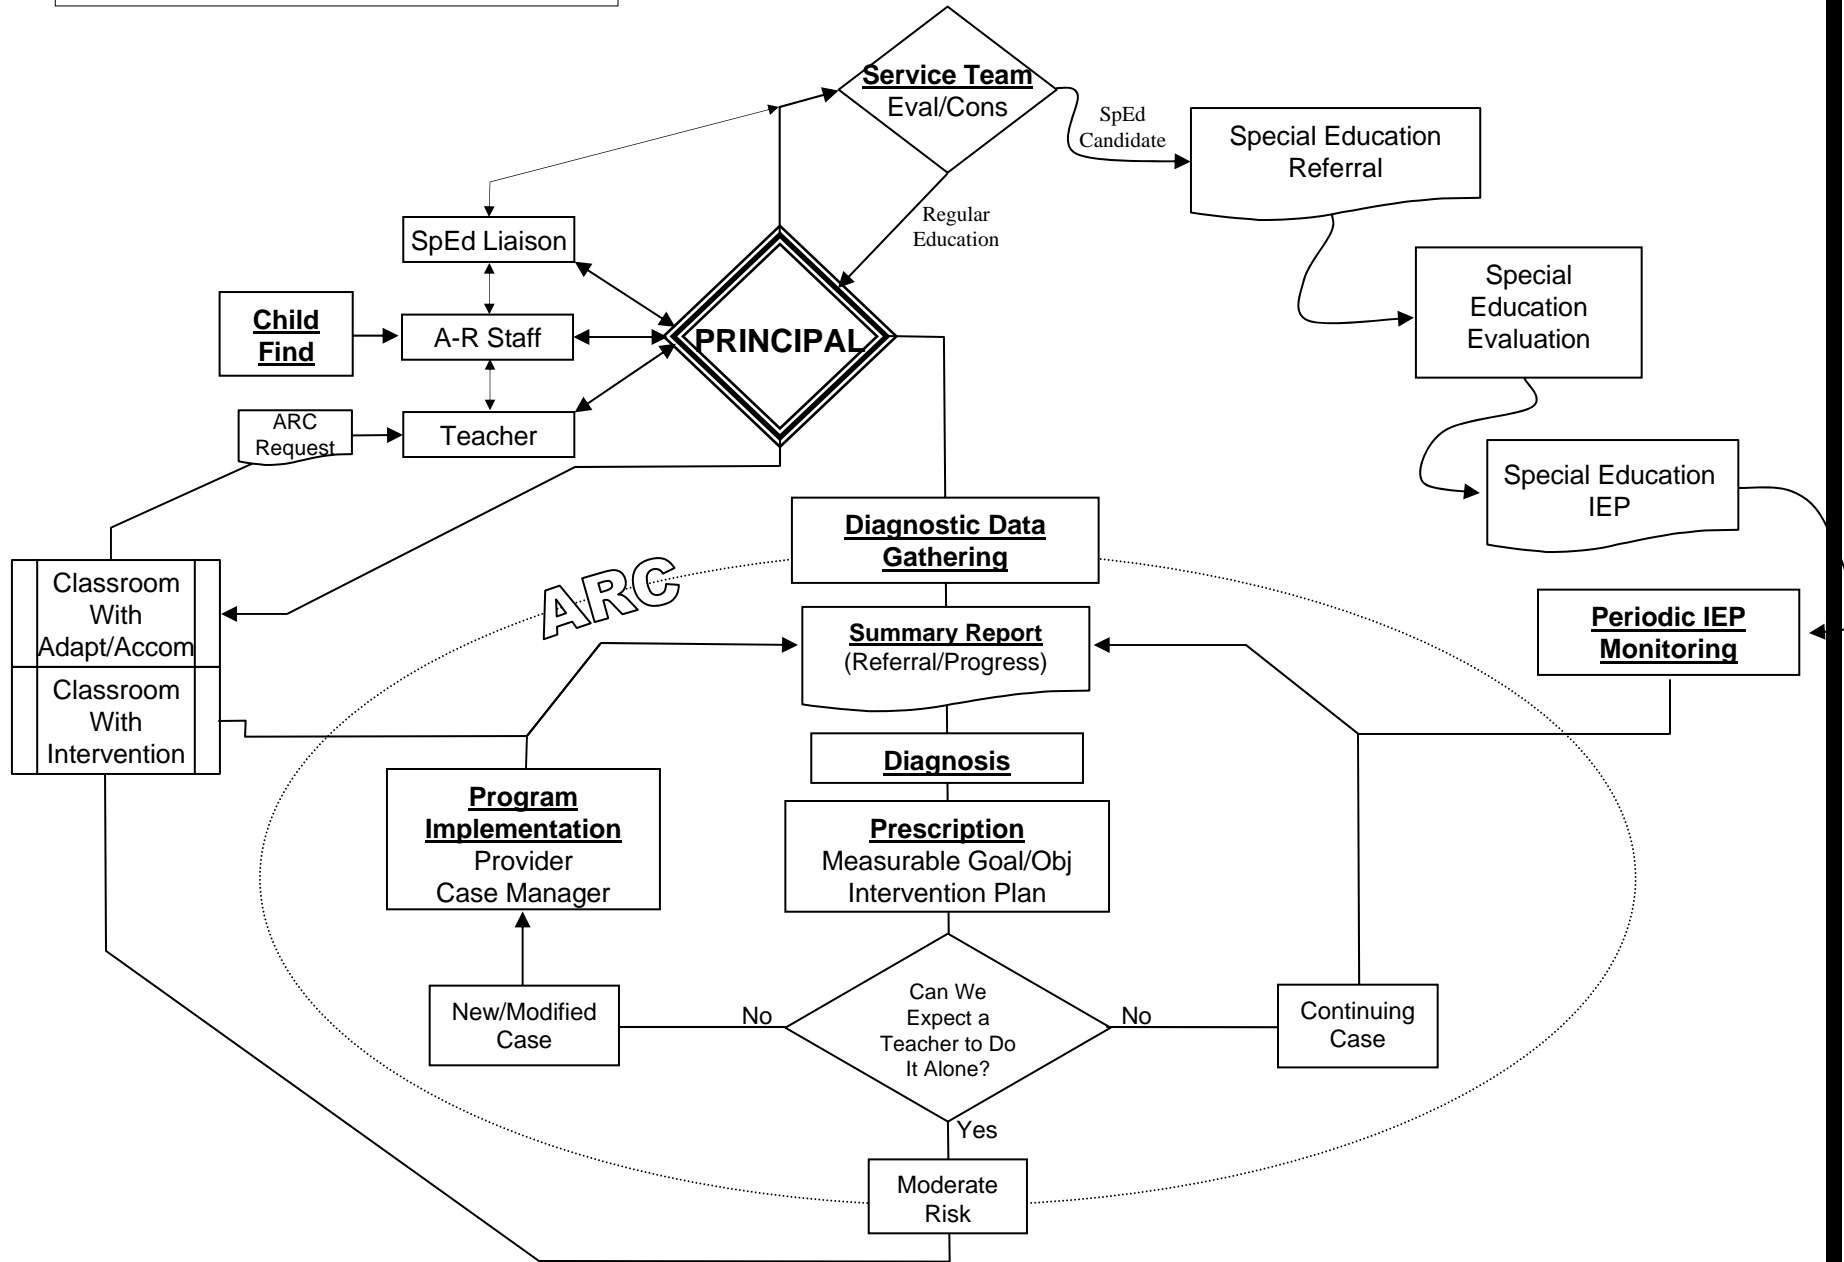 Service Team
Eval/Cons
SpEd
Candidate
Special Education
Referral
Regular
Education
SpEd Liaison
Special
Education
Evaluation
Child
Find
A-R Staff
PRINCIPAL
ARC
Request
Teacher
Special Education
IEP
Diagnostic Data
Gathering
Classroom
With
Adapt/Accom
ARC
Summary Report
(Referral/Progress)
Periodic IEP
Monitoring
Classroom
With
Intervention
Diagnosis
Program
Implementation
Provider
Case Manager
Prescription
Measurable Goal/Obj
Intervention Plan
New/Modified
Case
No
Can We
Expect a
Teacher to Do
It Alone?
No
Continuing
Case
Yes
Moderate
Risk